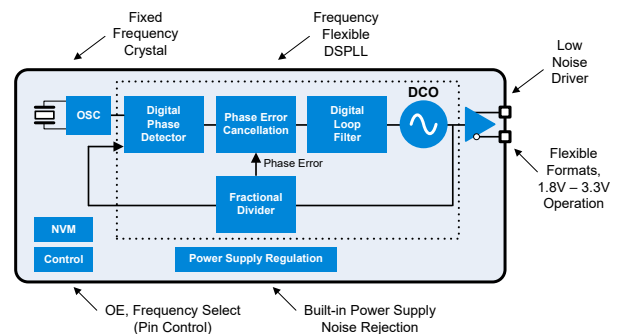 Fixed
Frequency
Crystal
Frequency
Flexible
DSPLL
Low
Noise
Driver
OSC
Digital
Phase
Detector
Phase Error
Cancellation
Digital
Loop
Filter
DCO
Phase Error
Fractional
Divider
Flexible
Formats,
1.8V – 3.3V
Operation
NVM
Control
Power Supply Regulation
OE, Frequency Select
(Pin Control)
Built-in Power Supply
Noise Rejection